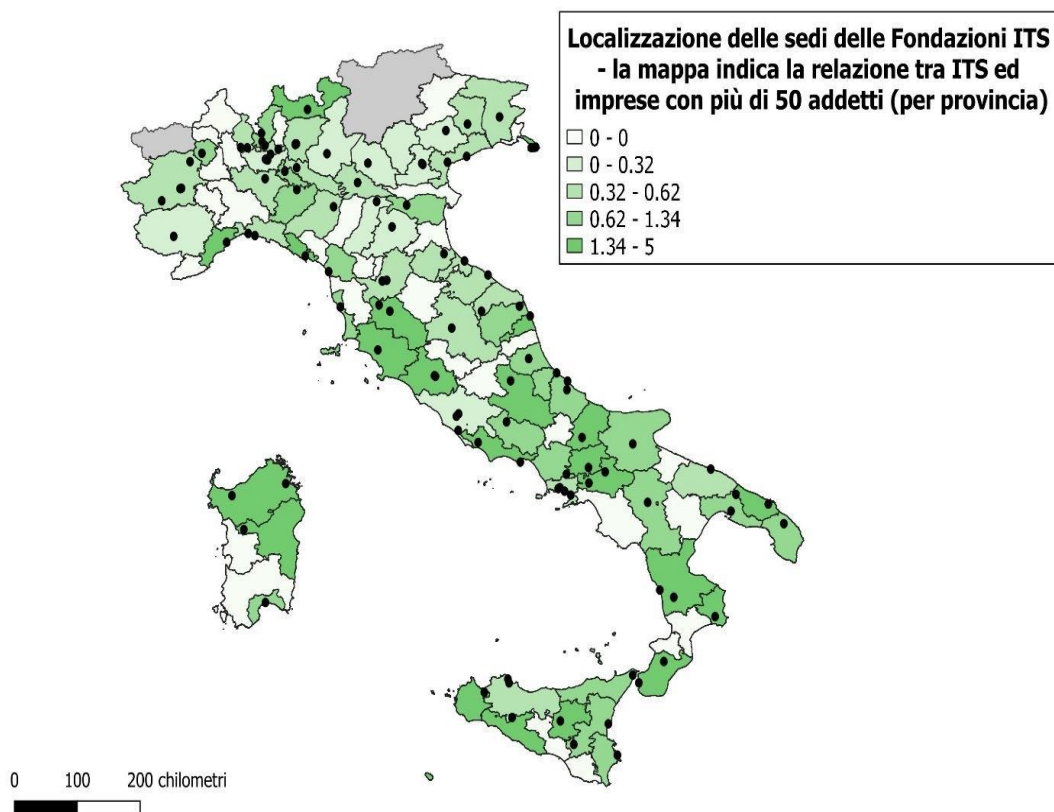 Localizzazione delle sedi delle Fondazioni ITS
- la mappa indica la relazione tra ITS ed
imprese con più di 50 addetti (per provincia)
0 - 0
0 - 0.32
0.32 - 0.62
0.62 - 1.34
1.34 - 5
0 100 200 chilometri